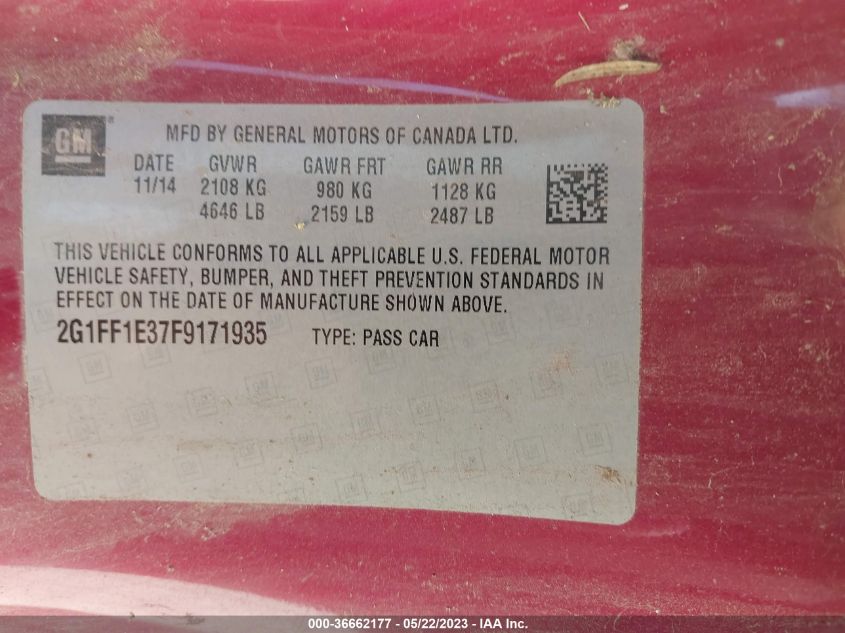 GM®
MFD BY GENERAL MOTORS OF CANADA LTD.
DATE GVWR GAWR FRT GAWR RR
11/14 2108 KG 980 KG 1128 KG
4646 LB 2159 LB 2487 LB
THIS VEHICLE CONFORMS TO ALL APPLICABLE U.S. FEDERAL MOTOR
VEHICLE SAFETY, BUMPER, AND THEFT PREVENTION STANDARDS IN
EFFECT ON THE DATE OF MANUFACTURE SHOWN ABOVE.
2G1FF1E37F9171935 TYPE: PASS CAR
000-36662177 - 05/22/2023 - IAA Inc.